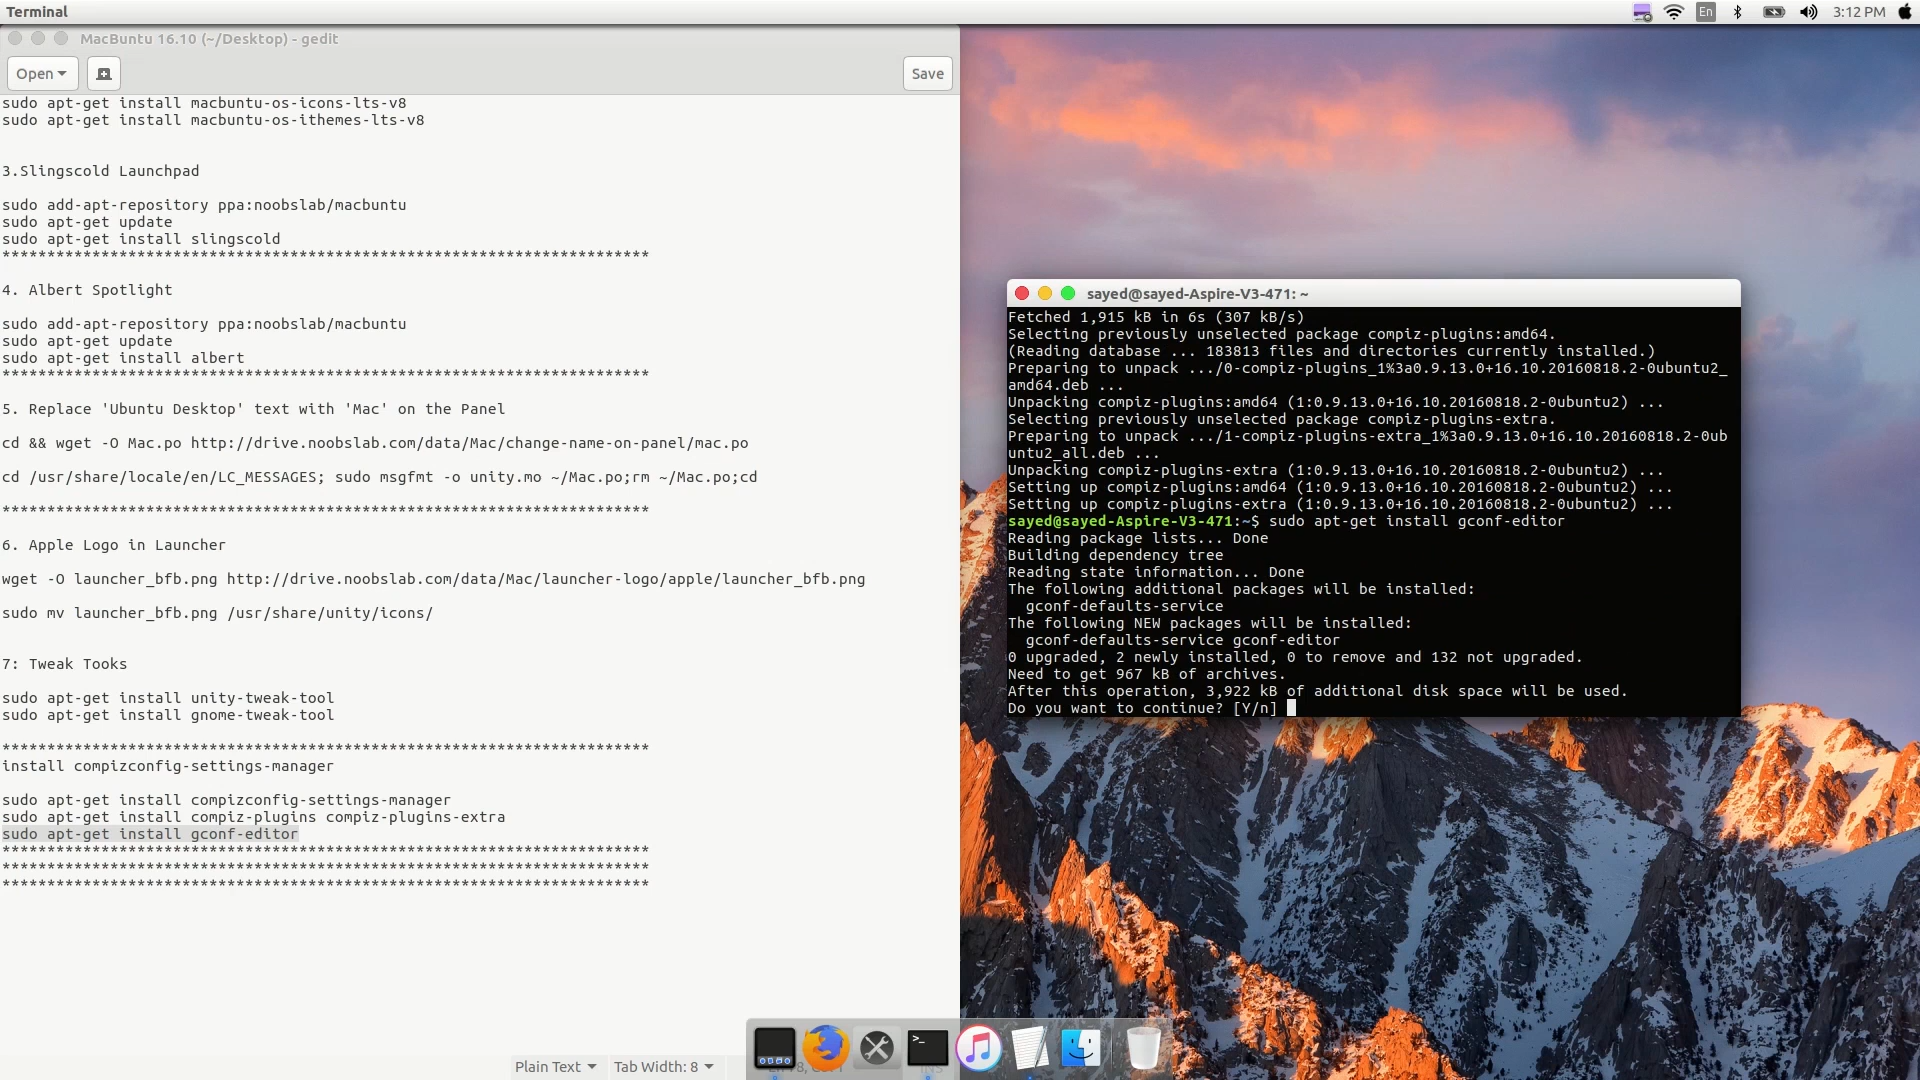 Terminal
En
3:12 PM
MacBuntu 16.10 (~/Desktop) - gedit
Open
Save
sudo apt-get install macbuntu-os-icons-lts-v8
sudo apt-get install macbuntu-os-ithemes-lts-v8
3.Slingscold Launchpad
sudo add-apt-repository ppa:noobslab/macbuntu
sudo apt-get update
sudo apt-get install slingscold
************************************************************************
4. Albert Spotlight
sudo add-apt-repository ppa:noobslab/macbuntu
sudo apt-get update
sudo apt-get install albert
************************************************************************
5. Replace 'Ubuntu Desktop' text with 'Mac' on the Panel
cd && wget -O Mac.po http://drive.noobslab.com/data/Mac/change-name-on-panel/mac.po
cd /usr/share/locale/en/LC_MESSAGES; sudo msgfmt -o unity.mo ~/Mac.po;rm ~/Mac.po;cd
************************************************************************
6. Apple Logo in Launcher
wget -O launcher_bfb.png http://drive.noobslab.com/data/Mac/launcher-logo/apple/launcher_bfb.png
sudo mv launcher_bfb.png /usr/share/unity/icons/
7: Tweak Tooks
sudo apt-get install unity-tweak-tool
sudo apt-get install gnome-tweak-tool
************************************************************************
install compizconfig-settings-manager
sudo apt-get install compizconfig-settings-manager
sudo apt-get install compiz-plugins compiz-plugins-extra
sudo apt-get install gconf-editor
************************************************************************
************************************************************************
************************************************************************
Plain Text
Tab Width: 8
sayed@sayed-Aspire-V3-471: ~
Fetched 1,915 kB in 6s (307 kB/s)
Selecting previously unselected package compiz-plugins:amd64.
(Reading database ... 183813 files and directories currently installed.)
Preparing to unpack .../0-compiz-plugins_1%3a0.9.13.0+16.10.20160818.2-0ubuntu2_
amd64.deb ...
Unpacking compiz-plugins:amd64 (1:0.9.13.0+16.10.20160818.2-0ubuntu2) ...
Selecting previously unselected package compiz-plugins-extra.
Preparing to unpack .../1-compiz-plugins-extra_1%3a0.9.13.0+16.10.20160818.2-0ub
untu2_all.deb ...
Unpacking compiz-plugins-extra (1:0.9.13.0+16.10.20160818.2-0ubuntu2) ...
Setting up compiz-plugins:amd64 (1:0.9.13.0+16.10.20160818.2-0ubuntu2) ...
Setting up compiz-plugins-extra (1:0.9.13.0+16.10.20160818.2-0ubuntu2) ...
sayed@sayed-Aspire-V3-471:~$ sudo apt-get install gconf-editor
Reading package lists... Done
Building dependency tree
Reading state information... Done
The following additional packages will be installed:
gconf-defaults-service
The following NEW packages will be installed:
gconf-defaults-service gconf-editor
0 upgraded, 2 newly installed, 0 to remove and 132 not upgraded.
Need to get 967 kB of archives.
After this operation, 3,922 kB of additional disk space will be used.
Do you want to continue? [Y/n]